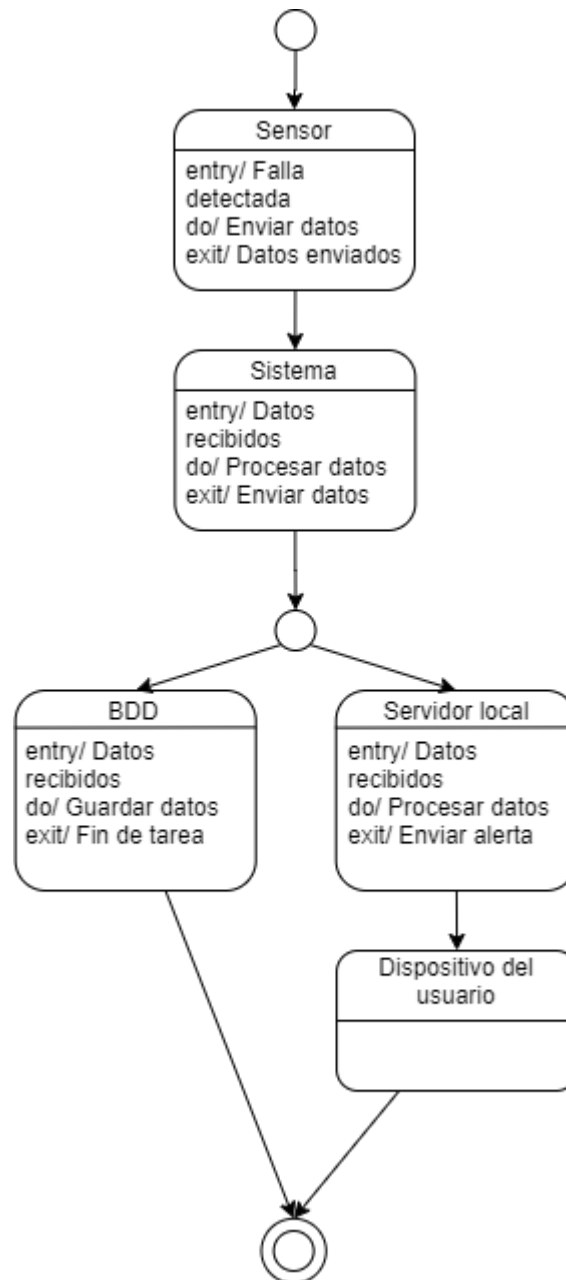 Sensor
entry/ Falla
detectada
do/ Enviar datos
exit/ Datos enviados
Sistema
entry/ Datos
recibidos
do/ Procesar datos
exit/ Enviar datos
BDD
entry/ Datos
recibidos
do/ Guardar datos
exit/ Fin de tarea
Servidor local
entry/ Datos
recibidos
do/ Procesar datos
exit/ Enviar alerta
Dispositivo del
usuario